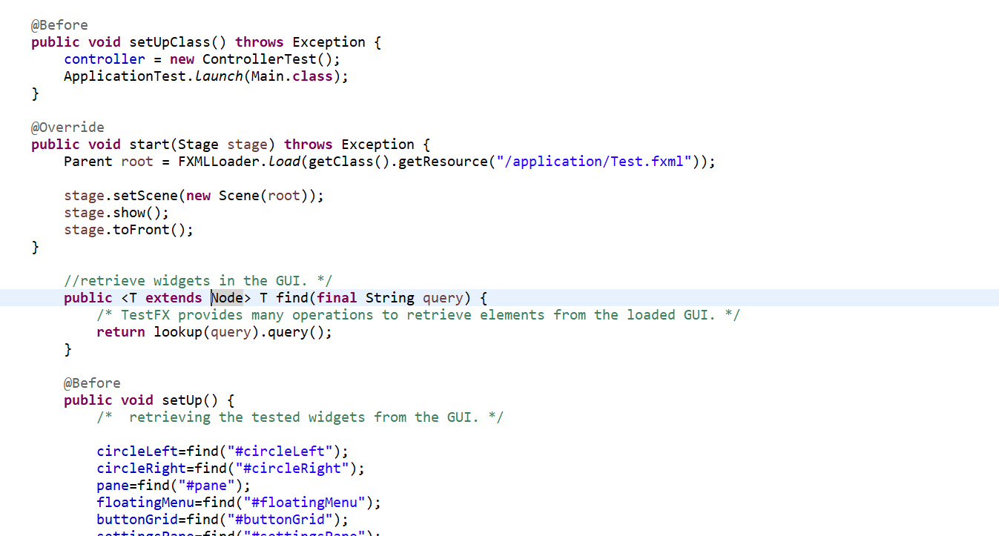 @Before
public void setUpClass() throws Exception {
controller = new ControllerTest();
ApplicationTest.launch(Main.class);
}
@Override
public void start(Stage stage) throws Exception {
Parent root = FXMLLoader.load(getClass().getResource("/application/Test.fxml"));
stage.setScene(new Scene(root));
stage.show();
stage.toFront();
}
//retrieve widgets in the GUI. */
public <T extends Node> T find(final String query) {
/* TestFX provides many operations to retrieve elements from the loaded GUI. */
return lookup(query).query();
}
@Before
public void setUp() {
/*  retrieving the tested widgets from the GUI. */
circleLeft=find("#circleLeft");
circleRight=find("#circleRight");
pane=find("#pane");
floatingMenu=find("#floatingMenu");
buttonGrid=find("#buttonGrid");
settingsPane=find("#settingsPane");